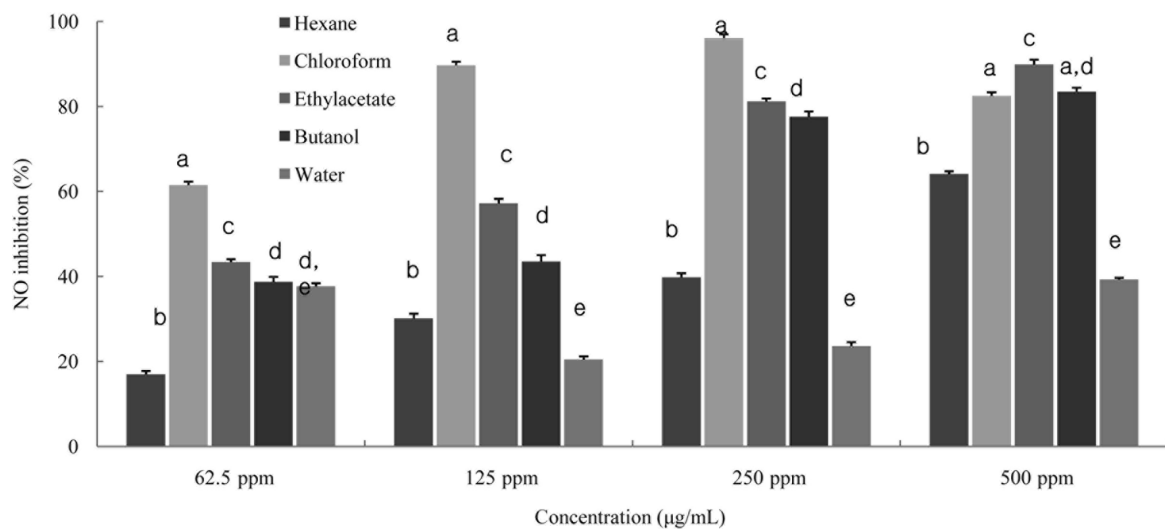 NO inhibition (%)
100
80
60
40
20
0
Hexane
Chloroform
Ethylacetate
Butanol
Water
b
a
c
d
d,
e
b
a
c
d
e
b
a
c
d
e
b
a
c
a,d
e
62.5 ppm
125 ppm
250 ppm
500 ppm
Concentration (μg/mL)